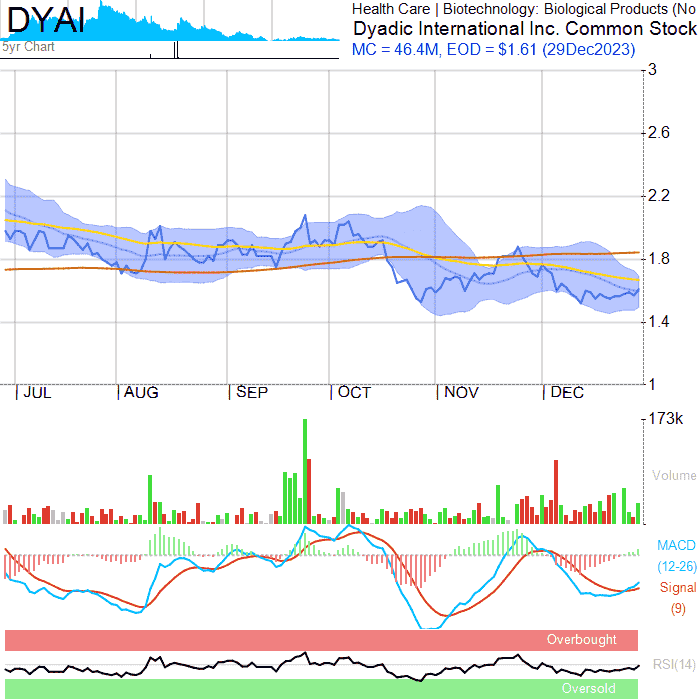 DYAI
5yr Chart
Health Care | Biotechnology: Biological Products (No
Dyadic International Inc. Common Stock
MC = 46.4M, EOD = $1.61 (29Dec2023)
3
2.6
2.2
1.8
1.4
1
JUL
AUG
SEP
OCT
NOV
DEC
173k
Volume
MACD
(12-26)
Signal
(9)
Overbought
RSI(14)
Oversold